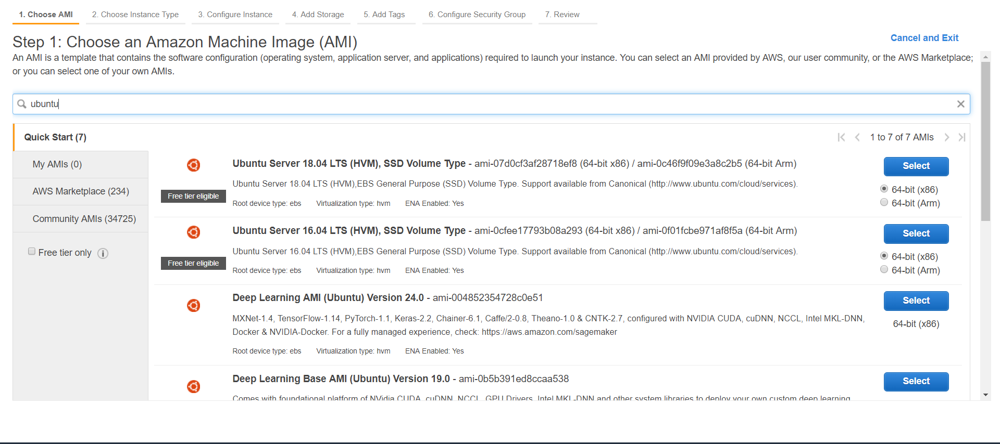 1. Choose AMI 2. Choose Instance Type 3. Configure Instance 4. Add Storage 5. Add Tags 6. Configure Security Group 7. Review
Step 1: Choose an Amazon Machine Image (AMI)
Cancel and Exit
An AMI is a template that contains the software configuration (operating system, application server, and applications) required to launch your instance. You can select an AMI provided by AWS, our user community, or the AWS Marketplace;
or you can select one of your own AMIs.
ubuntu
Quick Start (7)
1 to 7 of 7 AMIs
My AMIs (0)
AWS Marketplace (234)
Community AMIs (34725)
Free tier only
Ubuntu Server 18.04 LTS (HVM), SSD Volume Type - ami-07d0cf3af28718ef8 (64-bit x86) / ami-0c46f9f09e3a8c2b5 (64-bit Arm)
Select
Ubuntu Server 18.04 LTS (HVM),EBS General Purpose (SSD) Volume Type. Support available from Canonical (http://www.ubuntu.com/cloud/services).
Free tier eligible
64-bit (x86)
Root device type: ebs Virtualization type: hvm ENA Enabled: Yes
64-bit (Arm)
Ubuntu Server 16.04 LTS (HVM), SSD Volume Type - ami-0cfee17793b08a293 (64-bit x86) / ami-0f01fcbe971af8f5a (64-bit Arm)
Select
Ubuntu Server 16.04 LTS (HVM),EBS General Purpose (SSD) Volume Type. Support available from Canonical (http://www.ubuntu.com/cloud/services).
Free tier eligible
64-bit (x86)
Root device type: ebs Virtualization type: hvm ENA Enabled: Yes
64-bit (Arm)
Deep Learning AMI (Ubuntu) Version 24.0 - ami-004852354728c0e51
Select
MXNet-1.4, TensorFlow-1.14, PyTorch-1.1, Keras-2.2, Chainer-6.1, Caffe/2-0.8, Theano-1.0 & CNTK-2.7, configured with NVIDIA CUDA, cuDNN, NCCL, Intel MKL-DNN,
Docker & NVIDIA-Docker. For a fully managed experience, check: https://aws.amazon.com/sagemaker
64-bit (x86)
Root device type: ebs Virtualization type: hvm ENA Enabled: Yes
Deep Learning Base AMI (Ubuntu) Version 19.0 - ami-0b5b391ed8ccaa538
Select
Comes with foundational platform of NVidia CUDA, cuDNN, NCCL, GPU Drivers, Intel MKL-DNN and other system libraries to deploy your own custom deep learning